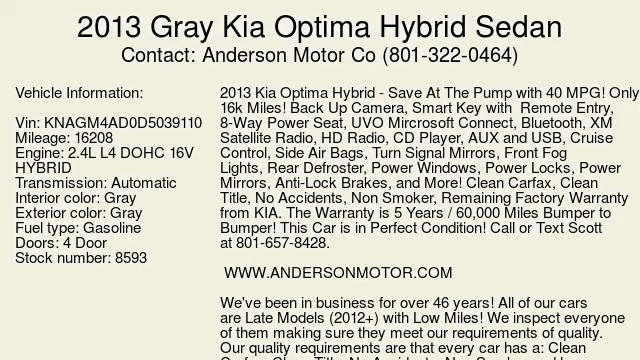 2013 Gray Kia Optima Hybrid Sedan
Contact: Anderson Motor Co (801-322-0464)
Vehicle Information:
Vin: KNAGM4AD0D5039110
Mileage: 16208
Engine: 2.4L L4 DOHC 16V
HYBRID
Transmission: Automatic
Interior color: Gray
Exterior color: Gray
Fuel type: Gasoline
Doors: 4 Door
Stock number: 8593
2013 Kia Optima Hybrid - Save At The Pump with 40 MPG! Only
16k Miles! Back Up Camera, Smart Key with  Remote Entry,
8-Way Power Seat, UVO Mircrosoft Connect, Bluetooth, XM
Satellite Radio, HD Radio, CD Player, AUX and USB, Cruise
Control, Side Air Bags, Turn Signal Mirrors, Front Fog
Lights, Rear Defroster, Power Windows, Power Locks, Power
Mirrors, Anti-Lock Brakes, and More! Clean Carfax, Clean
Title, No Accidents, Non Smoker, Remaining Factory Warranty
from KIA. The Warranty is 5 Years / 60,000 Miles Bumper to
Bumper! This Car is in Perfect Condition! Call or Text Scott
at 801-657-8428.
WWW.ANDERSONMOTOR.COM
We've been in business for over 46 years! All of our cars
are Late Models (2012+) with Low Miles! We inspect everyone
of them making sure they meet our requirements of quality.
Our quality requirements are that every car has a: Clean